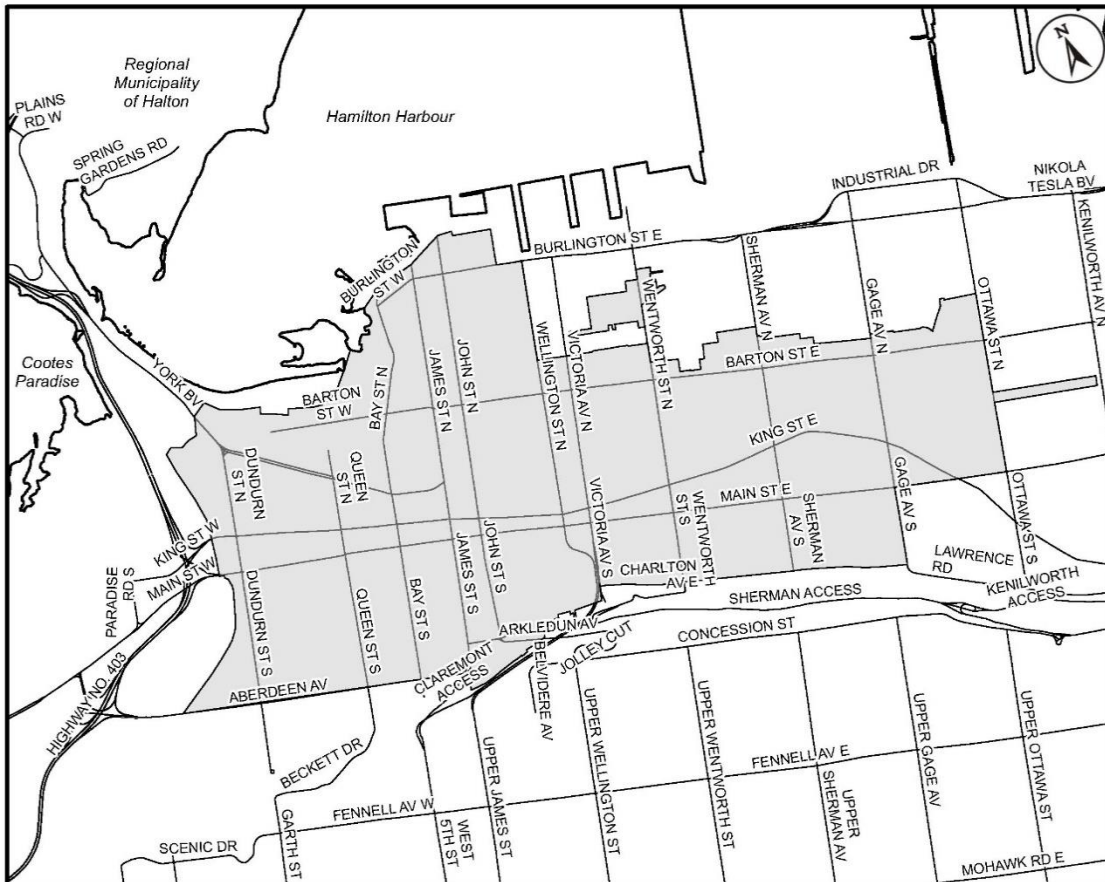 Regional
Municipality
of Halton
N
PLAINS
RD W
Hamilton Harbour
SPRING
GARDENS RD
INDUSTRIAL DR
NIKOLA
TESLA BV
KENILWORTH AV N
BURLINGTON ST E
BURLINGTON
ST W
SHERMAN AV N
GAGE AV N
OTTAWA ST N
WENTWORTH ST N
Cootes
Paradise
YORK BV
BARTON
ST W
BAY ST N
JAMES ST N
JOHN ST N
WELLINGTON ST N
VICTORIA AV N
BARTON ST E
KING ST E
DUNDURN
ST N
QUEEN
ST N
MAIN ST E
KING ST W
MAIN ST W
PARADISE
RD S
VICTORIA AV S
WENTWORTH
ST S
SHERMAN
AV S
GAGE AV S
OTTAWA ST S
LAWRENCE
RD
DUNDURN ST S
QUEEN ST S
BAY ST S
JAMES ST S
JOHN ST S
CHARLTON
AV E
SHERMAN ACCESS
KENILWORTH
ACCESS
ARKLEDUN AV
JOLLEY CUT
CONCESSION ST
CLAREMONT
ACCESS
BELVIDERE AV
ABERDEEN AV
HIGHWAY NO. 403
BECKETT DR
UPPER JAMES ST
UPPER WELLINGTON ST
UPPER WENTWORTH ST
FENNELL AV E
UPPER
SHERMAN AV
UPPER GAGE AV
UPPER OTTAWA ST
FENNELL AV W
GARTH ST
WEST
5TH ST
SCENIC DR
MOHAWK RD E